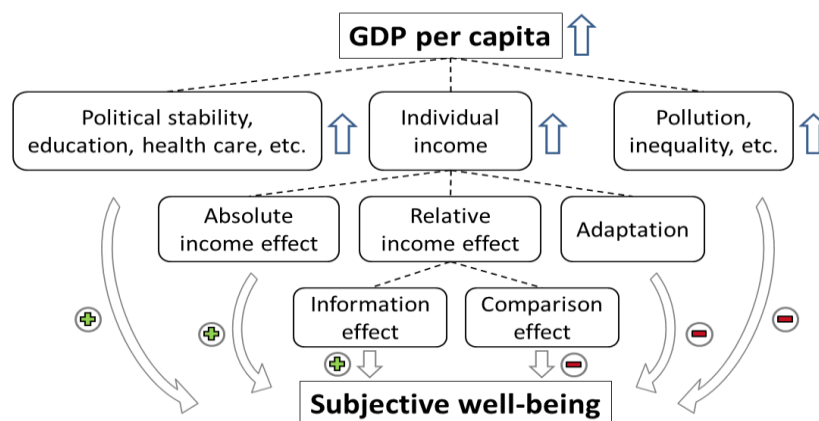 GDP per capita
Political stability,
education, health care, etc.
Individual
income
Pollution,
inequality, etc.
Absolute
income effect
Relative
income effect
Adaptation
Information
effect
Comparison
effect
Subjective well-being